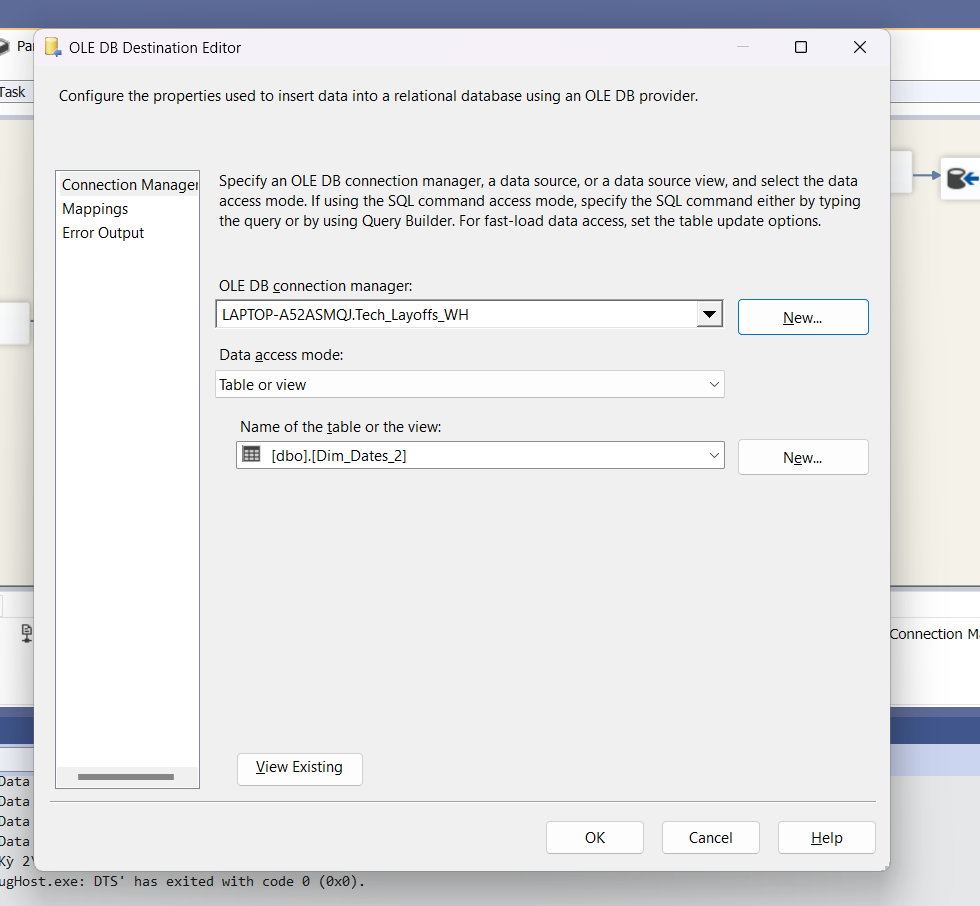 Pa
OLE DB Destination Editor
Task
Configure the properties used to insert data into a relational database using an OLE DB provider.
Connection Manager
Mappings
Error Output
Specify an OLE DB connection manager, a data source, or a data source view, and select the data
access mode. If using the SQL command access mode, specify the SQL command either by typing
the query or by using Query Builder. For fast-load data access, set the table update options.
OLE DB connection manager:
LAPTOP-A52ASMQJ.Tech_Layoffs_WH
New...
Data access mode:
Table or view
Name of the table or the view:
[dbo].[Dim_Dates_2]
New...
Connection M
View Existing
Data
Data
Data
Data
Kỳ 2\
OK
Cancel
Help
ugHost.exe: DTS' has exited with code 0 (0x0).